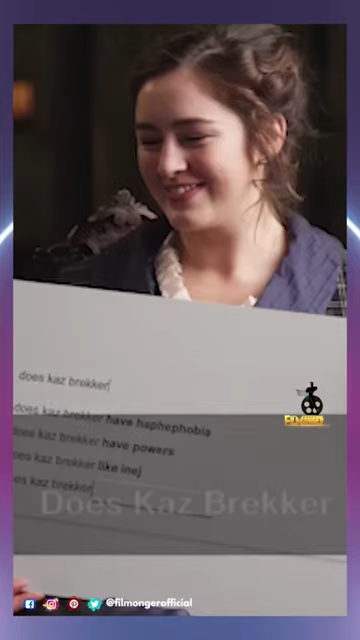 does kaz brekker
does kaz brekker have haphephobia
does kaz brekker have powers
does kaz brekker like inej
does kaz brekker
Does Kaz Brekker
FILMONGER
@filmongerofficial